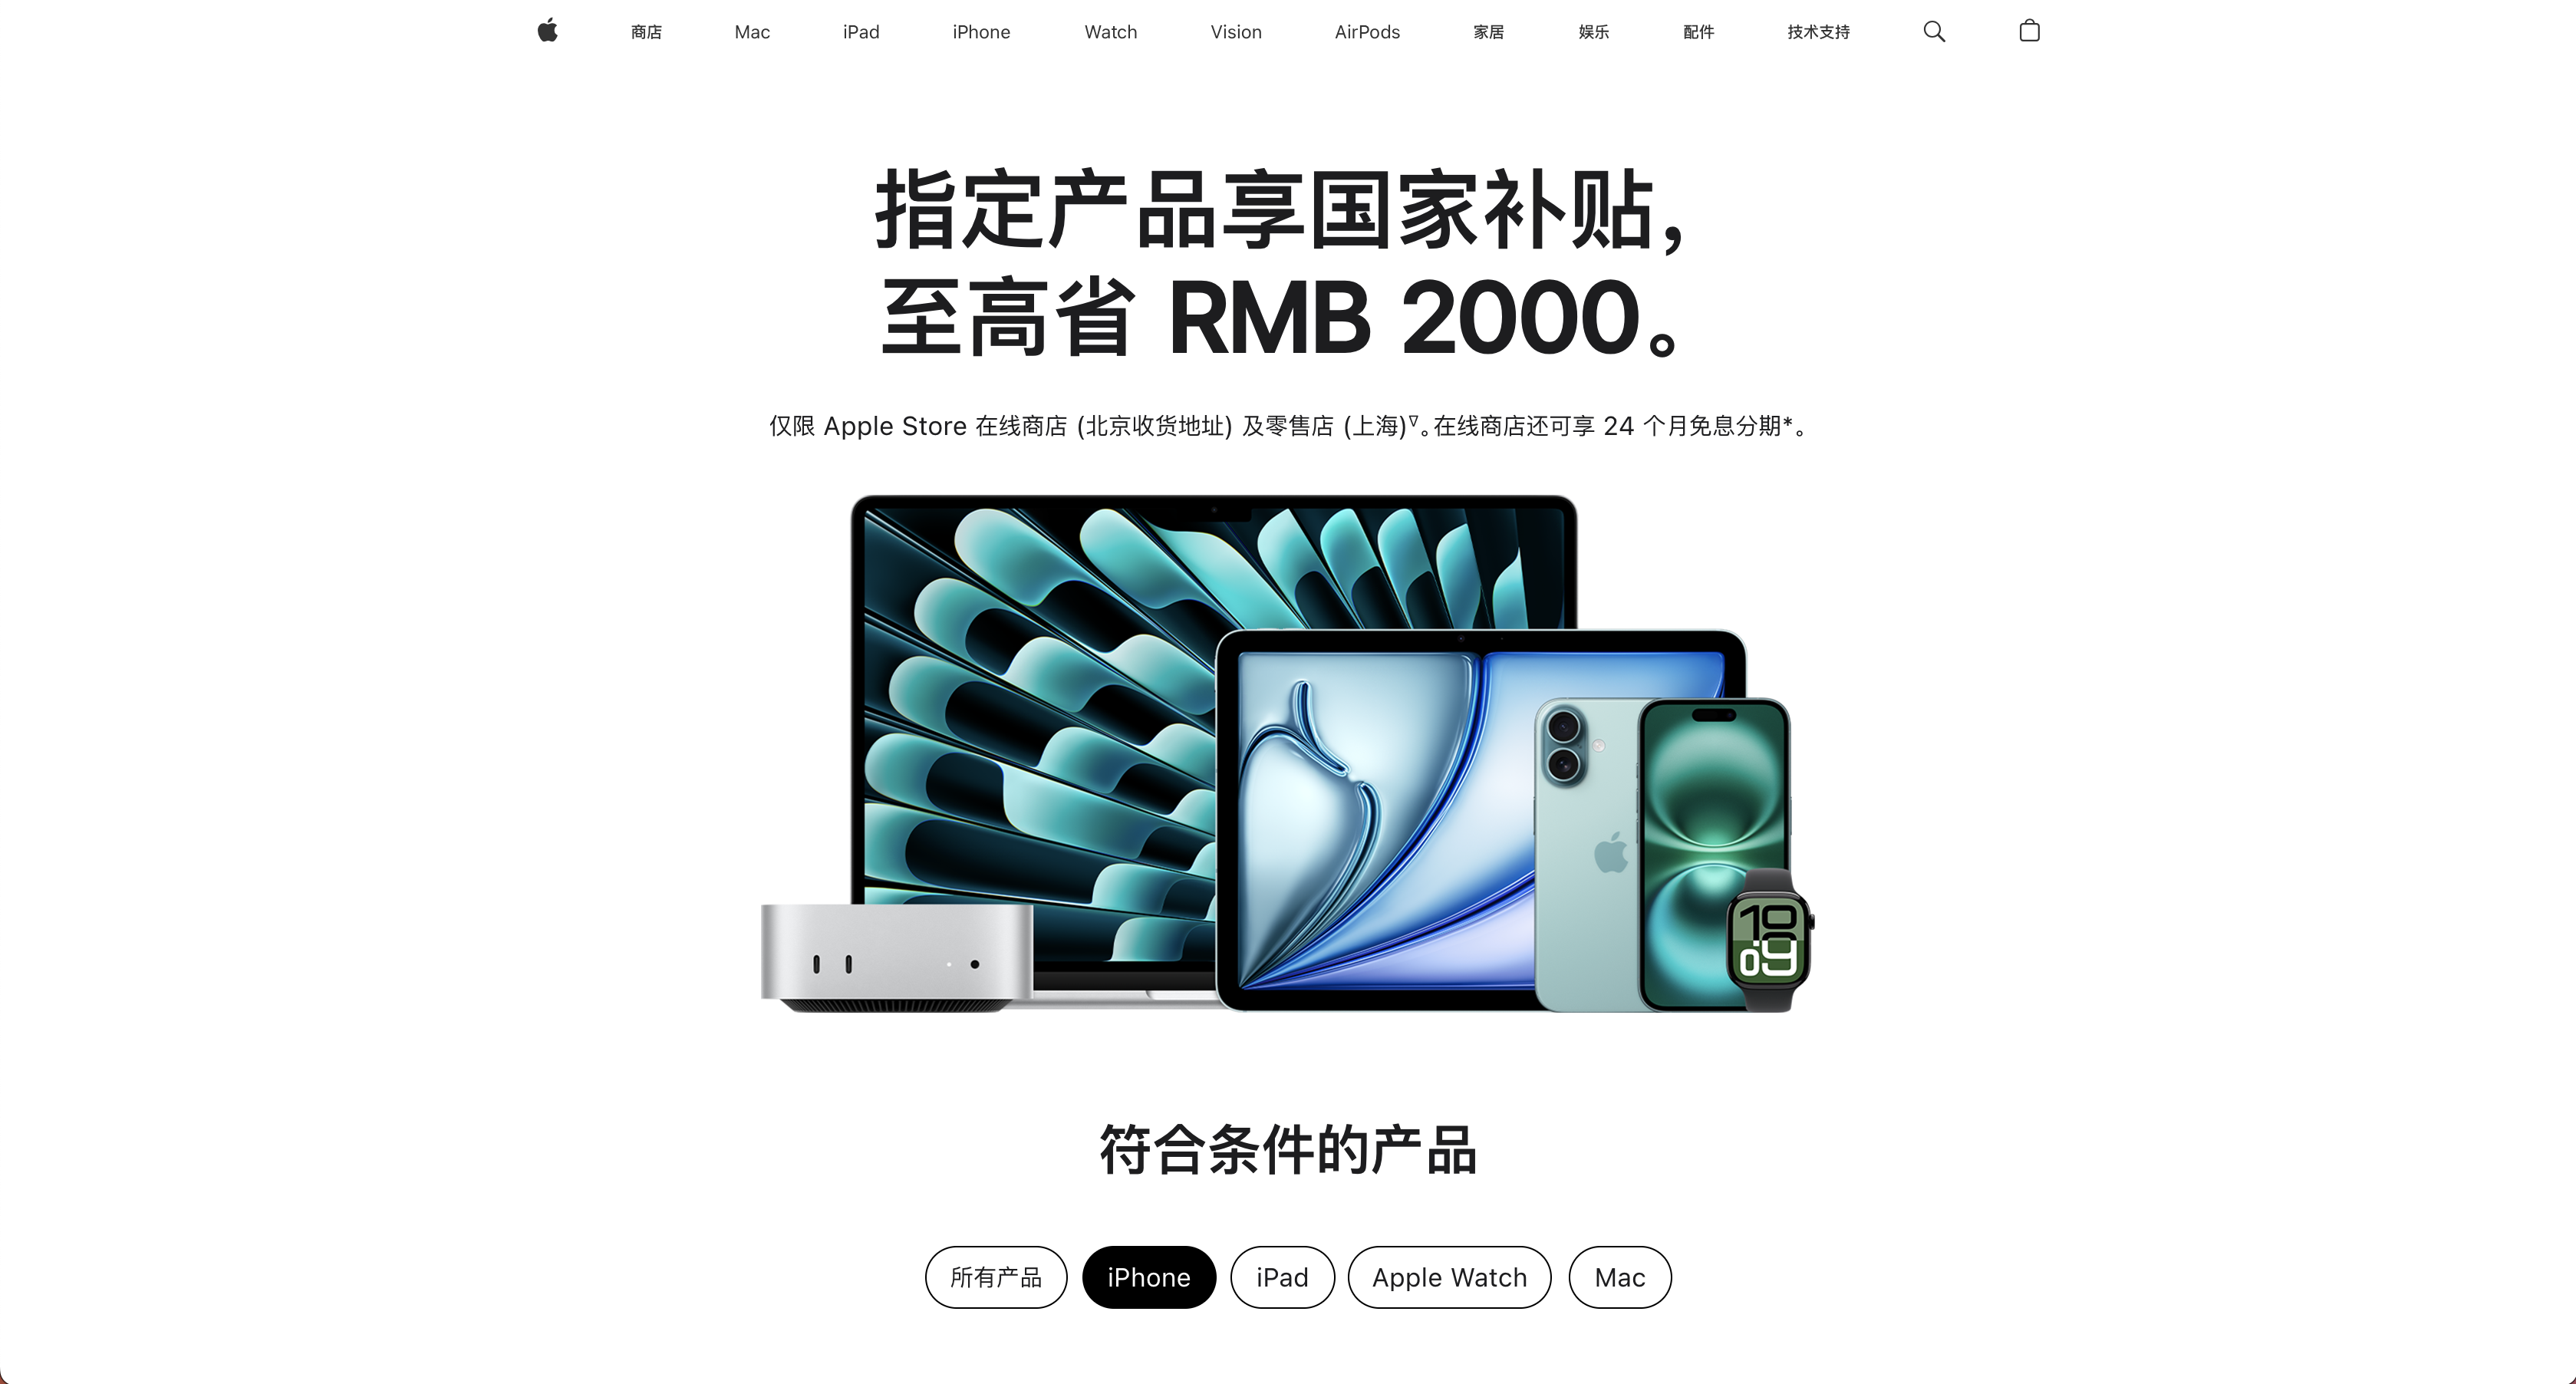 商店 Mac iPad iPhone Watch Vision AirPods 家居 娱乐 配件 技术支持
指定产品享国家补贴，
至高省 RMB 2000。
仅限 Apple Store 在线商店 (北京收货地址) 及零售店 (上海)∇。在线商店还可享 24 个月免息分期*。
18
09
符合条件的产品
所有产品 iPhone iPad Apple Watch Mac